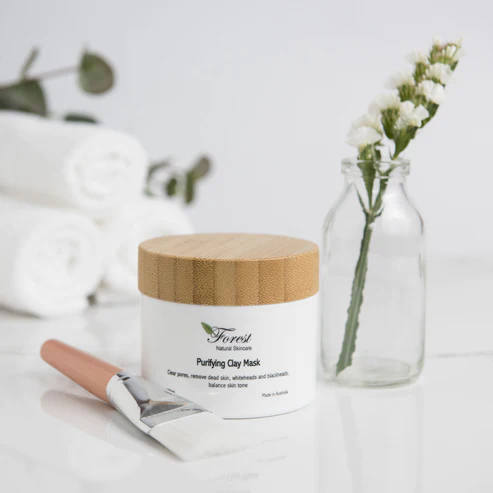 Forest
Natural Skincare
Purifying Clay Mask
Clear pores, remove dead skin, whiteheads and blackheads,
balance skin tone
Made in Australia